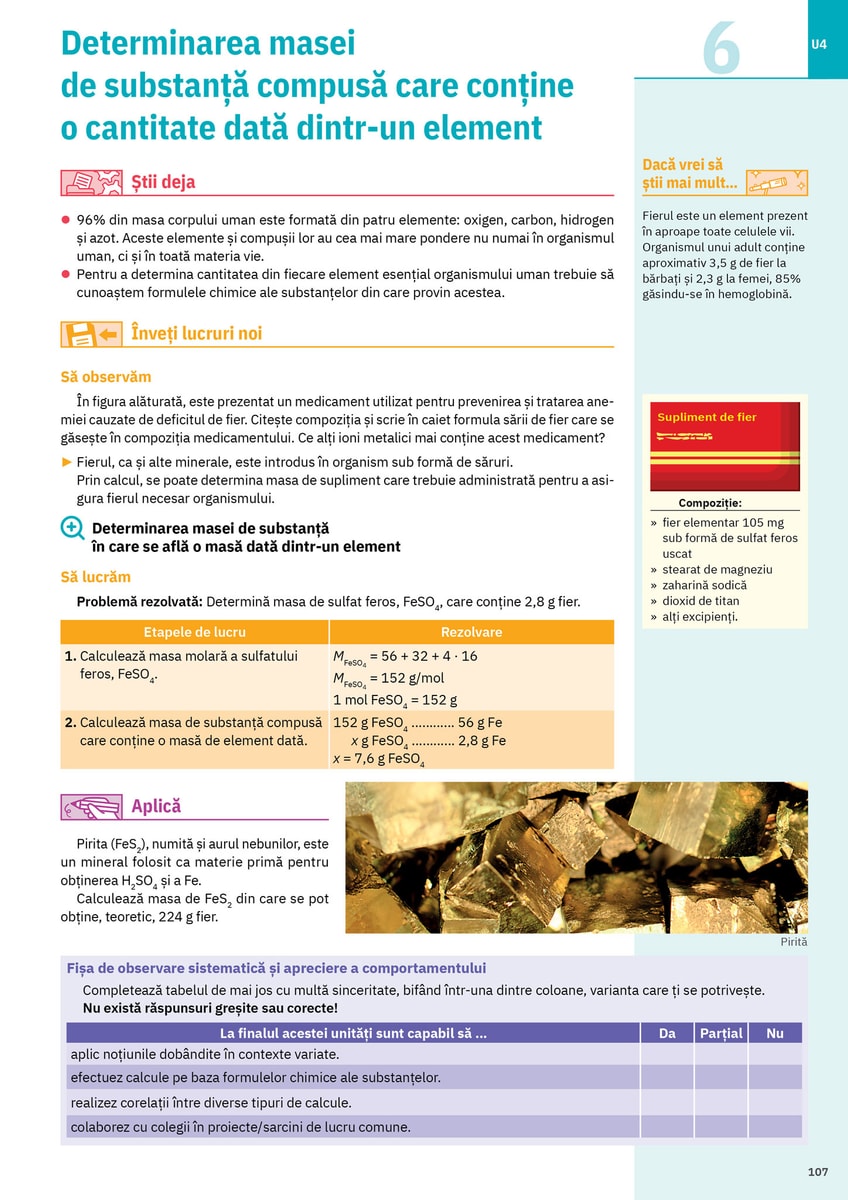 Determinarea masei
de substanță compusă care conține
o cantitate dată dintr-un element
6
U4
Știi deja
● 96% din masa corpului uman este formată din patru elemente: oxigen, carbon, hidrogen
și azot. Aceste elemente și compușii lor au cea mai mare pondere nu numai în organismul
uman, ci și în toată materia vie.
● Pentru a determina cantitatea din fiecare element esențial organismului uman trebuie să
cunoaștem formulele chimice ale substanțelor din care provin acestea.
Dacă vrei să
știi mai mult...
Fierul este un element prezent
în aproape toate celulele vii.
Organismul unui adult conține
aproximativ 3,5 g de fier la
bărbați și 2,3 g la femei, 85%
găsindu-se în hemoglobină.
Înveți lucruri noi
Să observăm
În figura alăturată, este prezentat un medicament utilizat pentru prevenirea și tratarea ane-
miei cauzate de deficitul de fier. Citește compoziția și scrie în caiet formula sării de fier care se
găsește în compoziția medicamentului. Ce alți ioni metalici mai conține acest medicament?
► Fierul, ca și alte minerale, este introdus în organism sub formă de săruri.
Prin calcul, se poate determina masa de supliment care trebuie administrată pentru a asi-
gura fierul necesar organismului.
Supliment de fier
Compoziție:
» fier elementar 105 mg
sub formă de sulfat feros
uscat
» stearat de magneziu
» zaharină sodică
» dioxid de titan
» alți excipienți.
Determinarea masei de substanță
în care se află o masă dată dintr-un element
Să lucrăm
Problemă rezolvată: Determină masa de sulfat feros, FeSO₄, care conține 2,8 g fier.
Etapele de lucru Rezolvare
1. Calculează masa molară a sulfatului
feros, FeSO₄.
M FeSO₄ = 56 + 32 + 4 · 16
M FeSO₄ = 152 g/mol
1 mol FeSO₄ = 152 g
2. Calculează masa de substanță compusă
care conține o masă de element dată.
152 g FeSO₄ ............ 56 g Fe
x g FeSO₄ ............ 2,8 g Fe
x = 7,6 g FeSO₄
Aplică
Pirita (FeS₂), numită și aurul nebunilor, este
un mineral folosit ca materie primă pentru
obținerea H₂SO₄ și a Fe.
Calculează masa de FeS₂ din care se pot
obține, teoretic, 224 g fier.
Pirită
Fișa de observare sistematică și apreciere a comportamentului
Completează tabelul de mai jos cu multă sinceritate, bifând într-una dintre coloane, varianta care ți se potrivește.
Nu există răspunsuri greșite sau corecte!
La finalul acestei unități sunt capabil să ... Da Parțial Nu
aplic noțiunile dobândite în contexte variate.
efectuez calcule pe baza formulelor chimice ale substanțelor.
realizez corelații între diverse tipuri de calcule.
colaborez cu colegii în proiecte/sarcini de lucru comune.
107